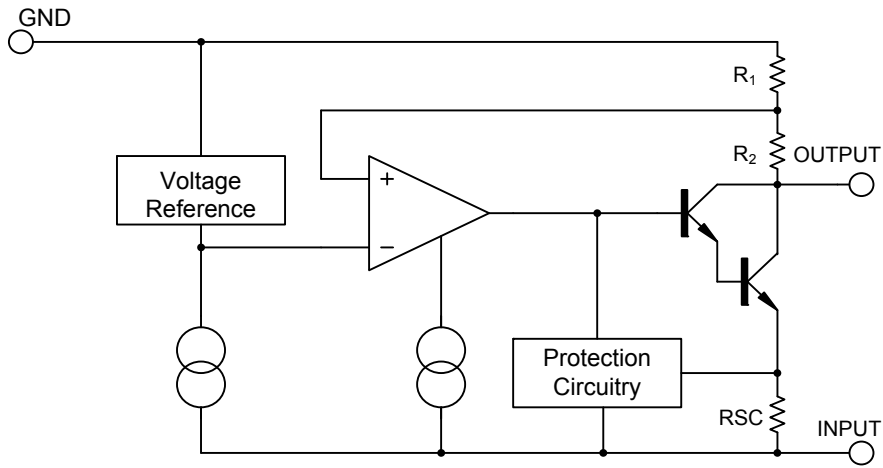 GND
R₁
R₂
OUTPUT
Voltage
Reference
+
−
Protection
Circuitry
RSC
INPUT